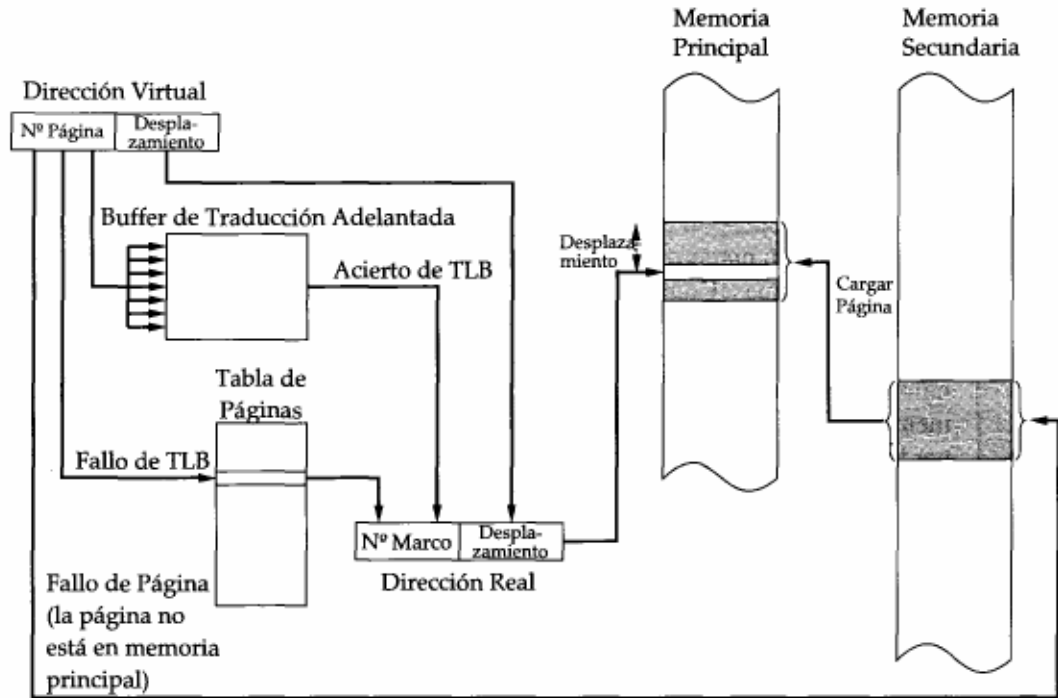 Memoria
Principal
Memoria
Secundaria
Dirección Virtual
Nº Página
Despla-
zamiento
Buffer de Traducción Adelantada
Acierto de TLB
Desplaza
miento
Cargar
Página
Tabla de
Páginas
Fallo de TLB
Nº Marco
Despla-
zamiento
Dirección Real
Fallo de Página
(la página no
está en memoria
principal)